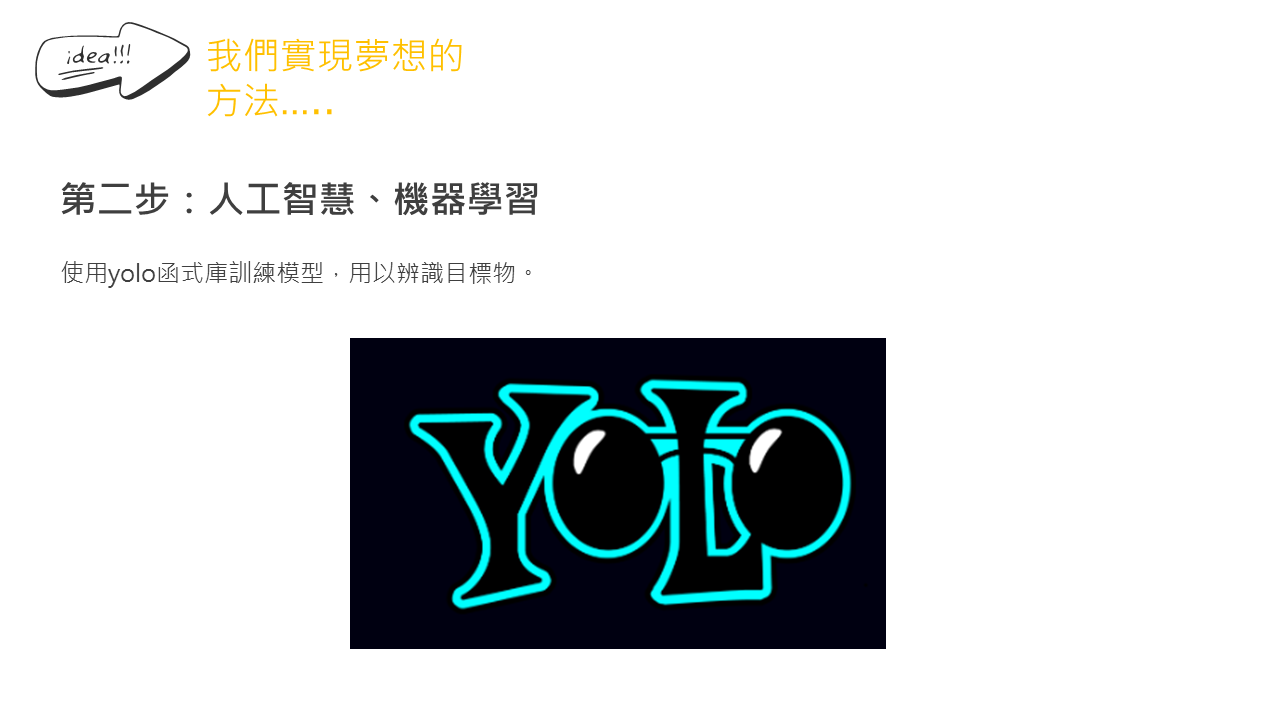 idea!!!
我們實現夢想的
方法.....
第二步：人工智慧、機器學習
使用yolo函式庫訓練模型，用以辨識目標物。
YOLO